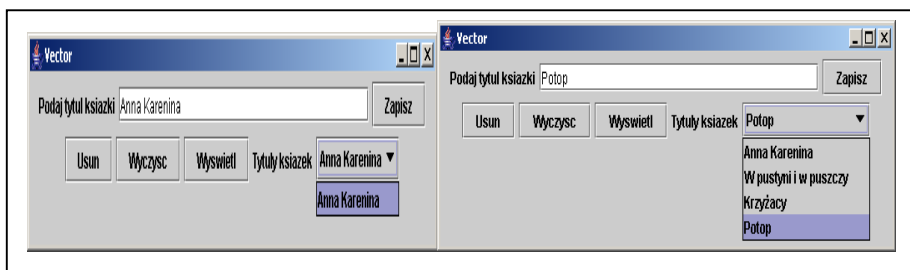 Vector
Podaj tytul ksiazki Anna Karenina Zapisz
Usun Wyczysc Wyswietl Tytuly ksiazek Anna Karenina
Anna Karenina
Vector
Podaj tytul ksiazki Potop Zapisz
Usun Wyczysc Wyswietl Tytuly ksiazek Potop
Anna Karenina
W pustyni i w puszczy
Krzyżacy
Potop